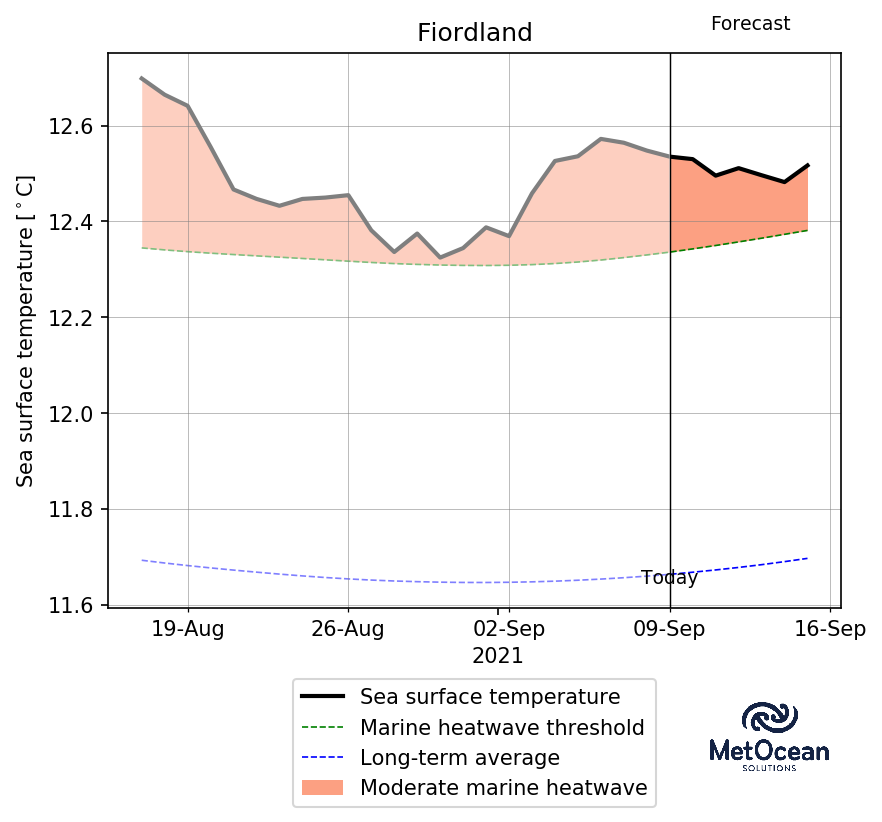 Forecast
Fiordland
Sea surface temperature [°C]
12.6
12.4
12.2
12.0
11.8
11.6
Today
19-Aug
26-Aug
02-Sep
09-Sep
16-Sep
2021
Sea surface temperature
Marine heatwave threshold
Long-term average
Moderate marine heatwave
MetOcean
SOLUTIONS